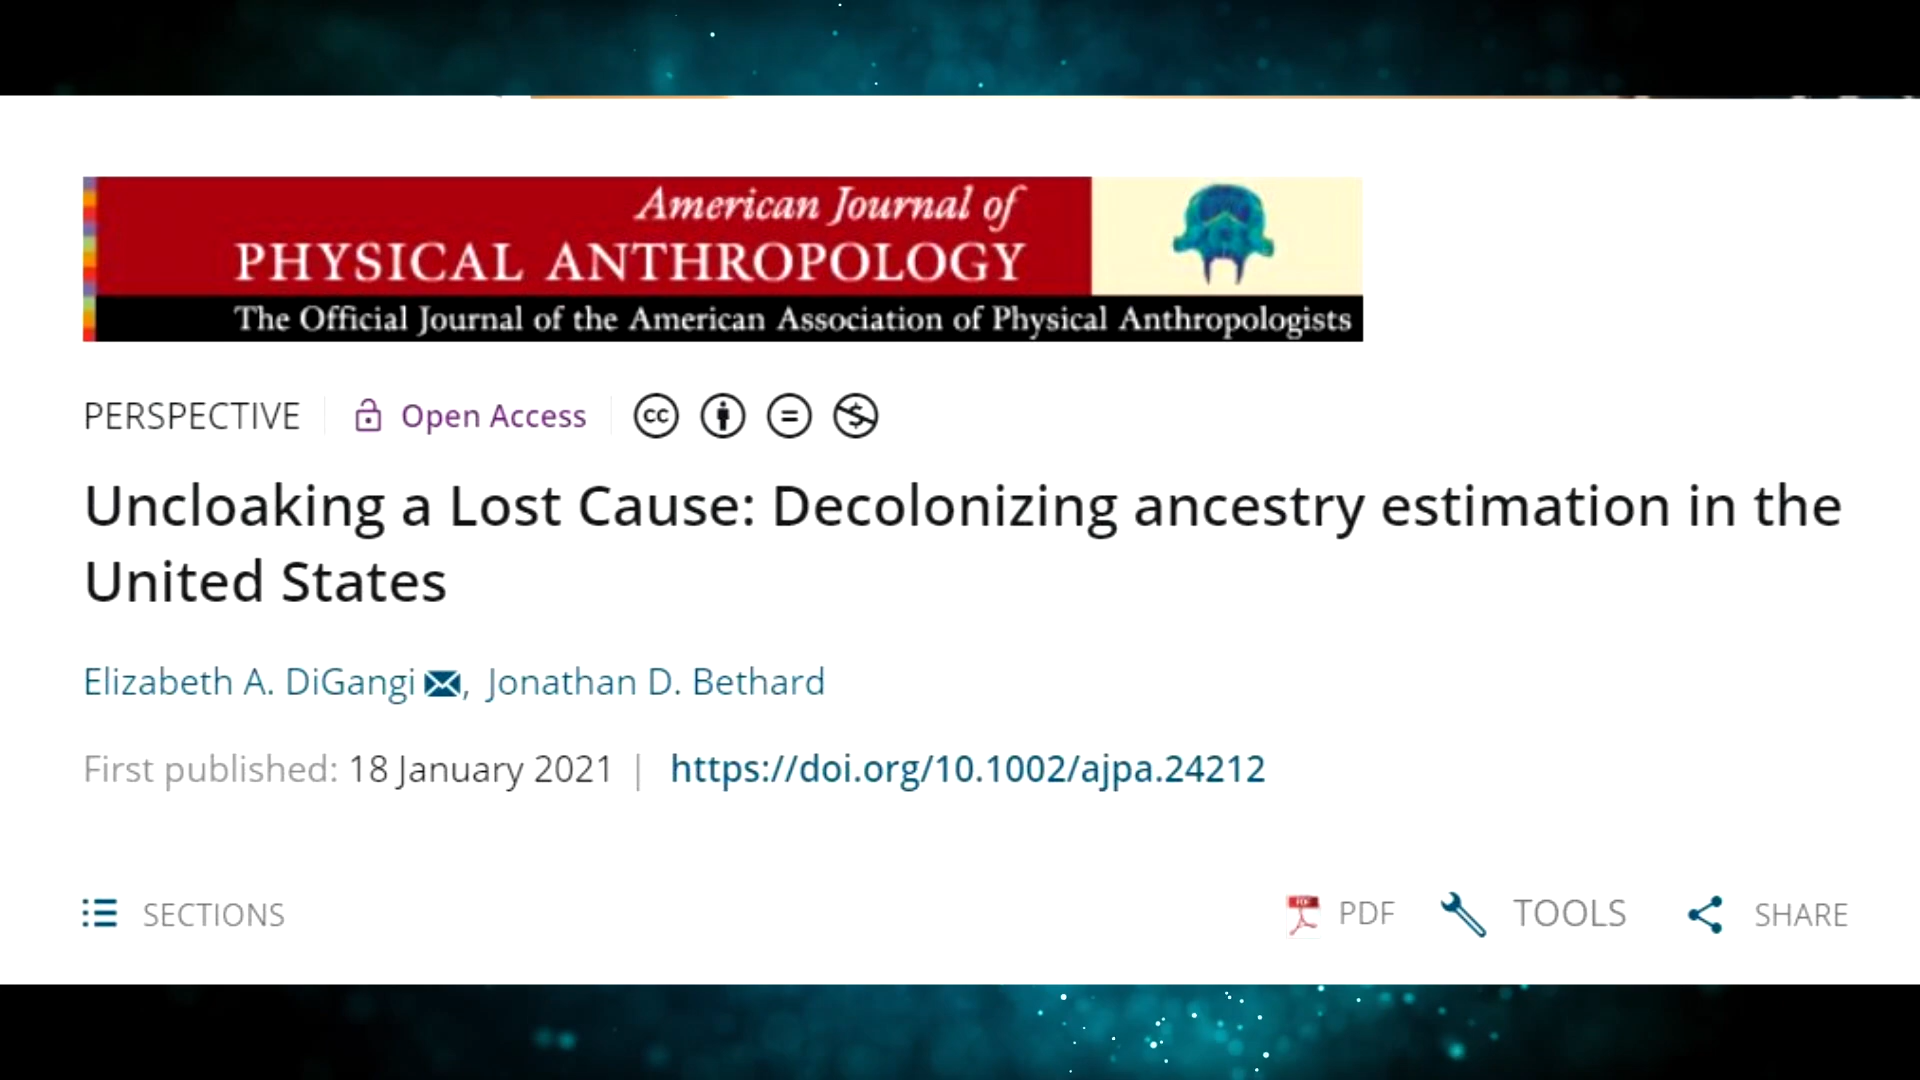 American Journal of
PHYSICAL ANTHROPOLOGY
The Official Journal of the American Association of Physical Anthropologists
PERSPECTIVE Open Access cc = $
Uncloaking a Lost Cause: Decolonizing ancestry estimation in the
United States
Elizabeth A. DiGangi, Jonathan D. Bethard
First published: 18 January 2021 | https://doi.org/10.1002/ajpa.24212
SECTIONS PDF TOOLS SHARE